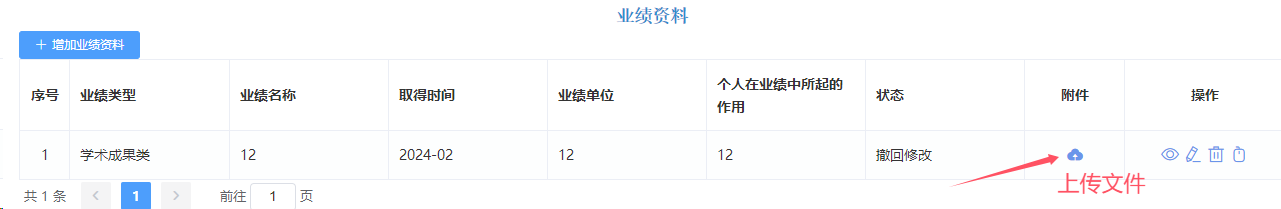 业绩资料
+ 增加业绩资料
序号 业绩类型 业绩名称 取得时间 业绩单位 个人在业绩中所起的 状态 附件 操作
作用
1 学术成果类 12 2024-02 12 12 撤回修改
上传文件
共 1 条 < 1 > 前往 1 页